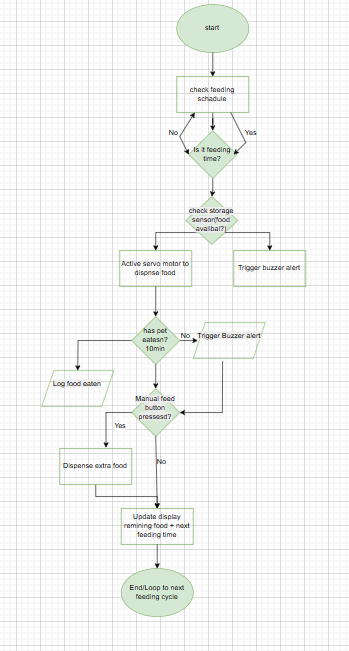 start
check feeding
schadule
No
Yes
Is it feeding
time?
check storage
sensor(food
availbal?)
Active servo motor to
dispnse food
Trigger buzzer alert
has pet
eatesn?
10min
No
Trigger Buzzer alert
Log food eaten
Manual feed
button
pressesd?
Yes
No
Dispense extra food
Update display
remining food + next
feeding time
End/Loop to next
feeding cycle